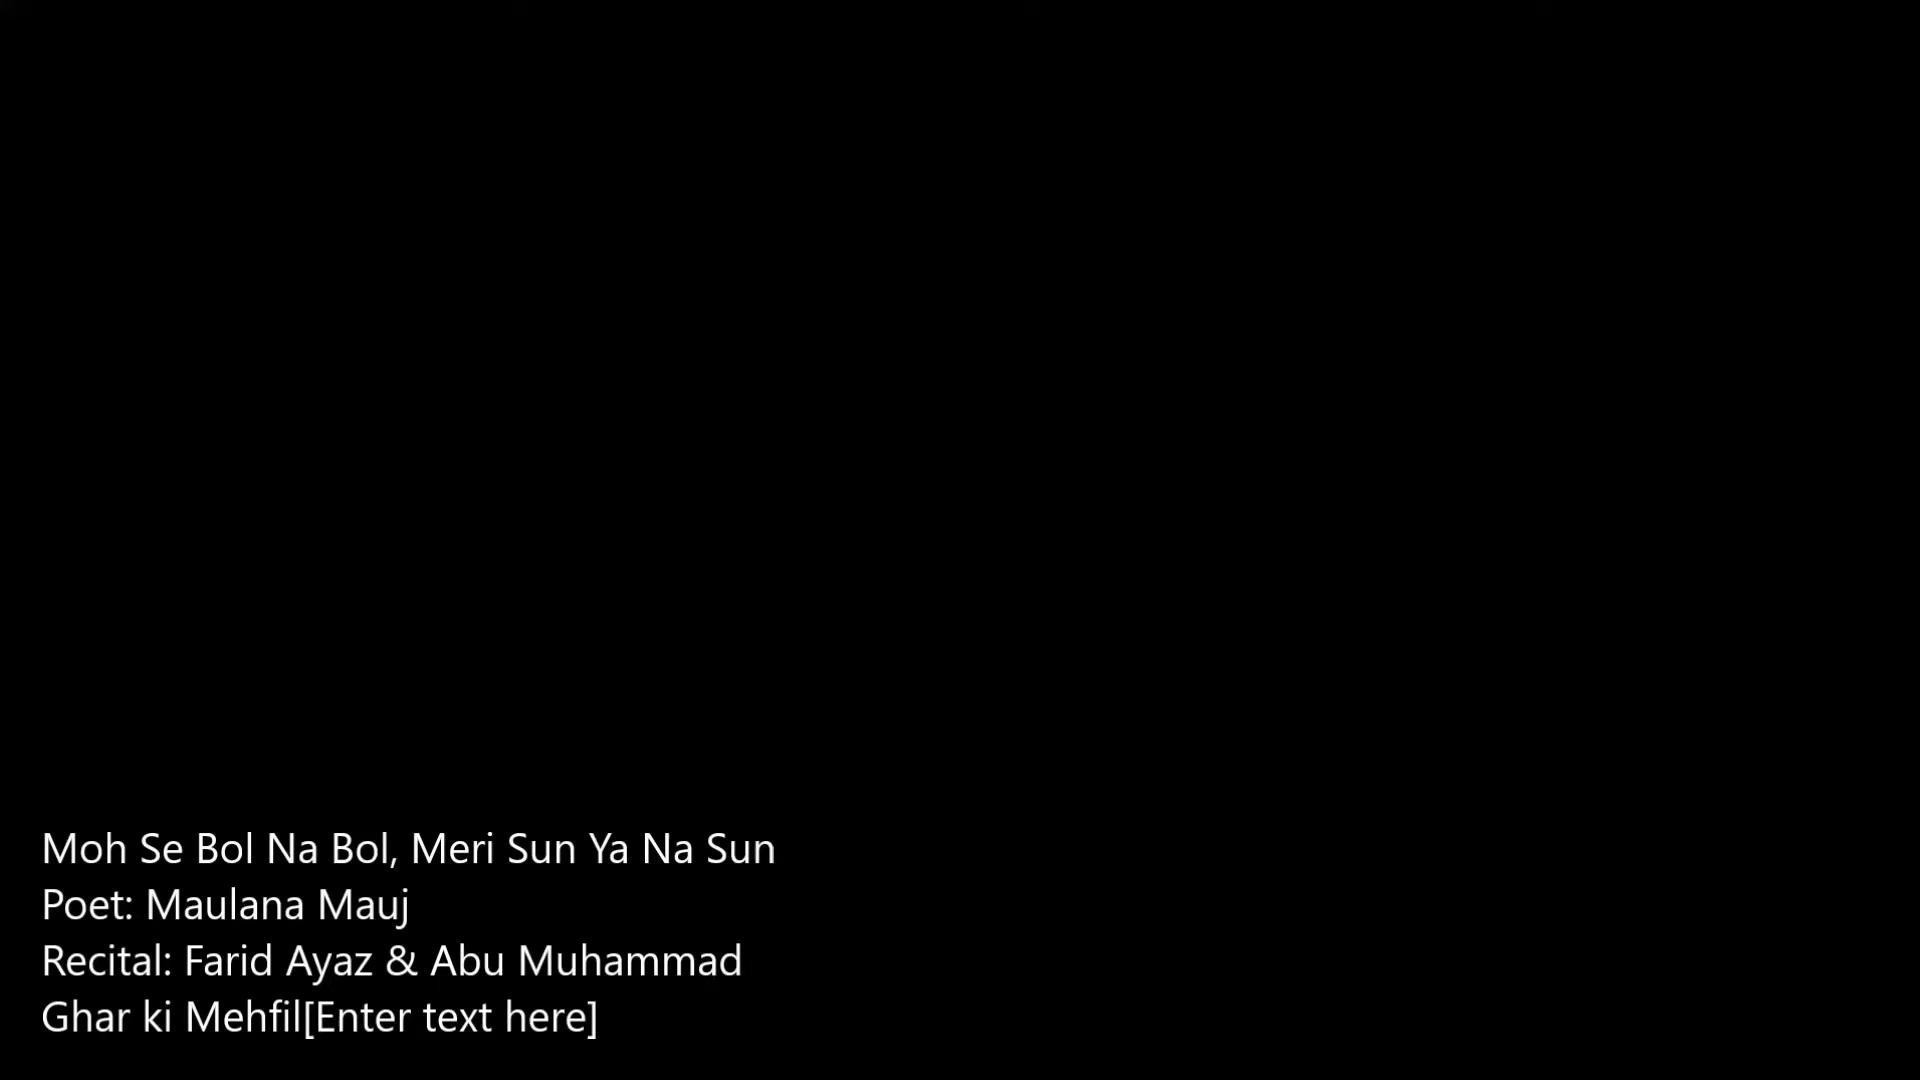 Moh Se Bol Na Bol, Meri Sun Ya Na Sun
Poet: Maulana Mauj
Recital: Farid Ayaz & Abu Muhammad
Ghar ki Mehfil[Enter text here]